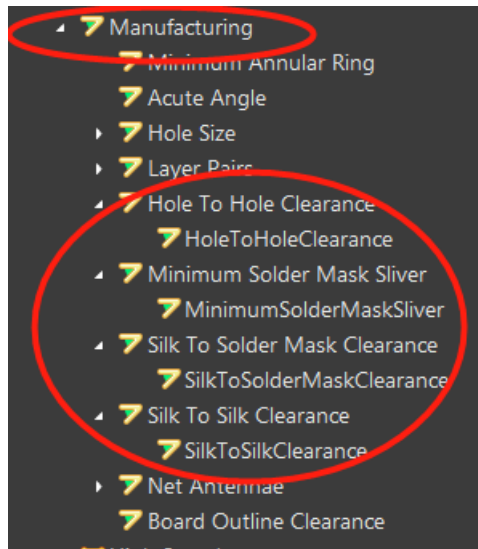 Manufacturing
Minimum Annular Ring
Acute Angle
Hole Size
Layer Pairs
Hole To Hole Clearance
HoleToHoleClearance
Minimum Solder Mask Sliver
MinimumSolderMaskSliver
Silk To Solder Mask Clearance
SilkToSolderMaskClearance
Silk To Silk Clearance
SilkToSilkClearance
Net Antennae
Board Outline Clearance